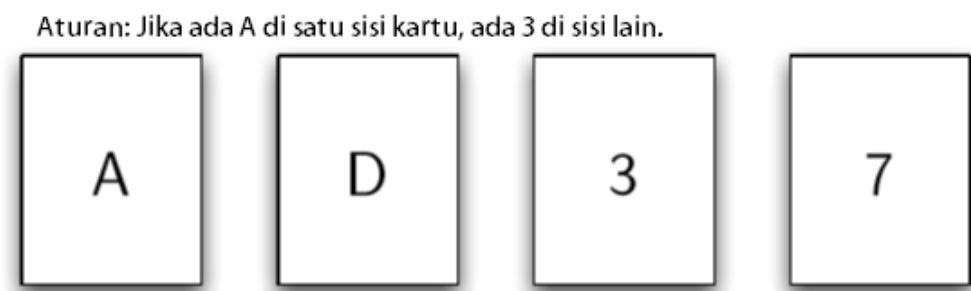 Aturan: Jika ada A di satu sisi kartu, ada 3 di sisi lain.
A D 3 7